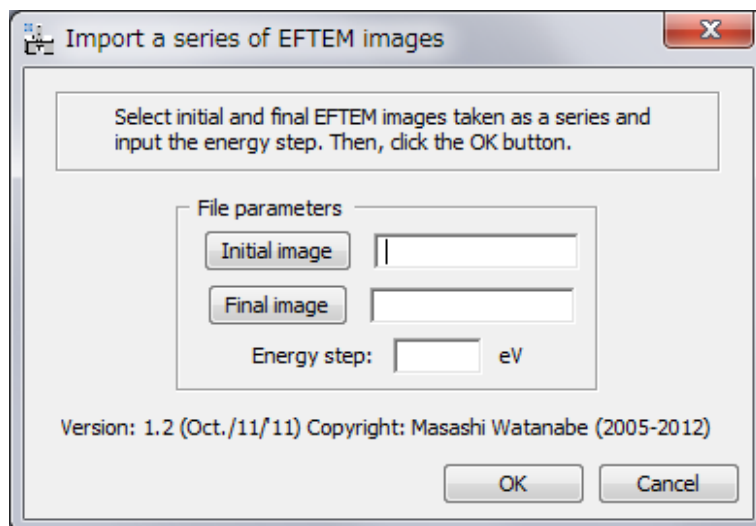 Import a series of EFTEM images
Select initial and final EFTEM images taken as a series and
input the energy step. Then, click the OK button.
File parameters
Initial image
Final image
Energy step: eV
Version: 1.2 (Oct./11/'11) Copyright: Masashi Watanabe (2005-2012)
OK Cancel